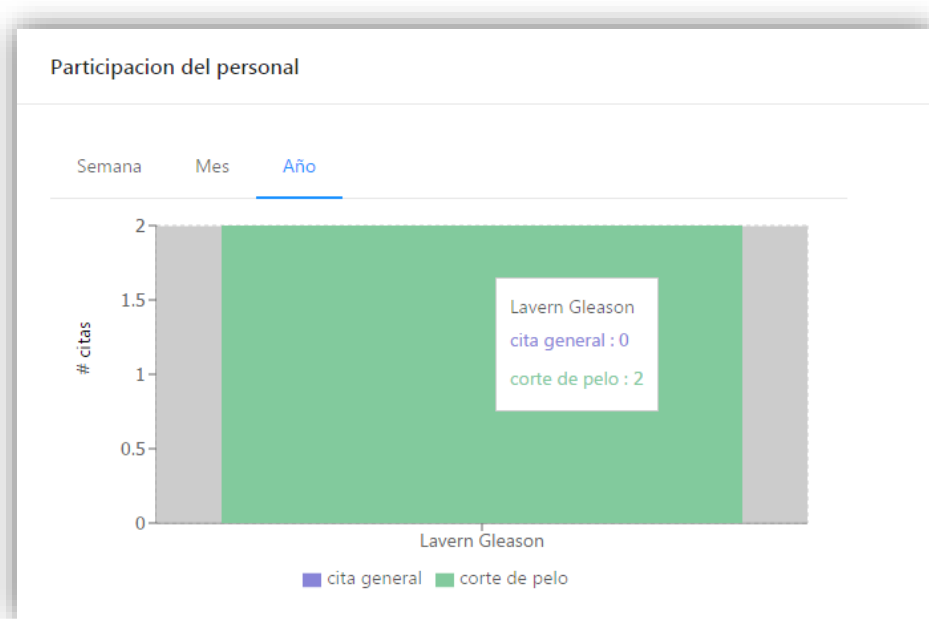 Participacion del personal
Semana Mes Año
2
1.5
1
0.5
0
# citas
Lavern Gleason
cita general : 0
corte de pelo : 2
Lavern Gleason
cita general corte de pelo